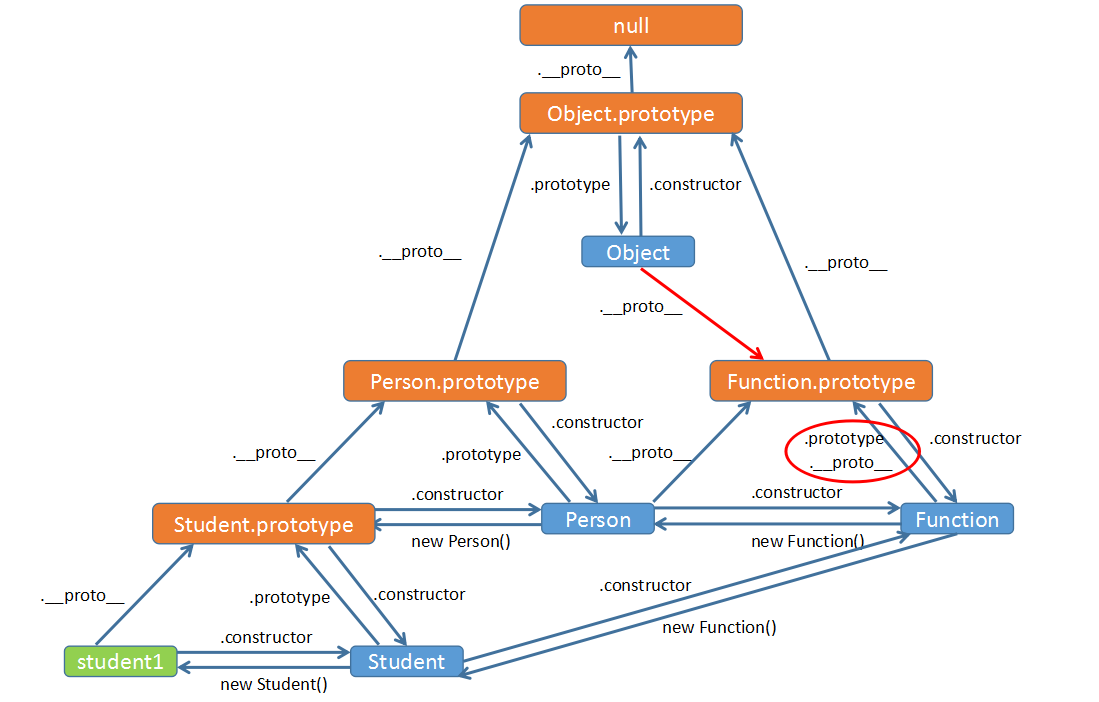 null
.__proto__
Object.prototype
.prototype
.constructor
Object
.__proto__
.__proto__
.__proto__
Person.prototype
Function.prototype
.constructor
.prototype
.__proto__
.__proto__
.prototype
.__proto__
.constructor
.constructor
.constructor
Student.prototype
Person
Function
new Person()
new Function()
.__proto__
.prototype
.constructor
.constructor
new Function()
.constructor
student1
Student
new Student()